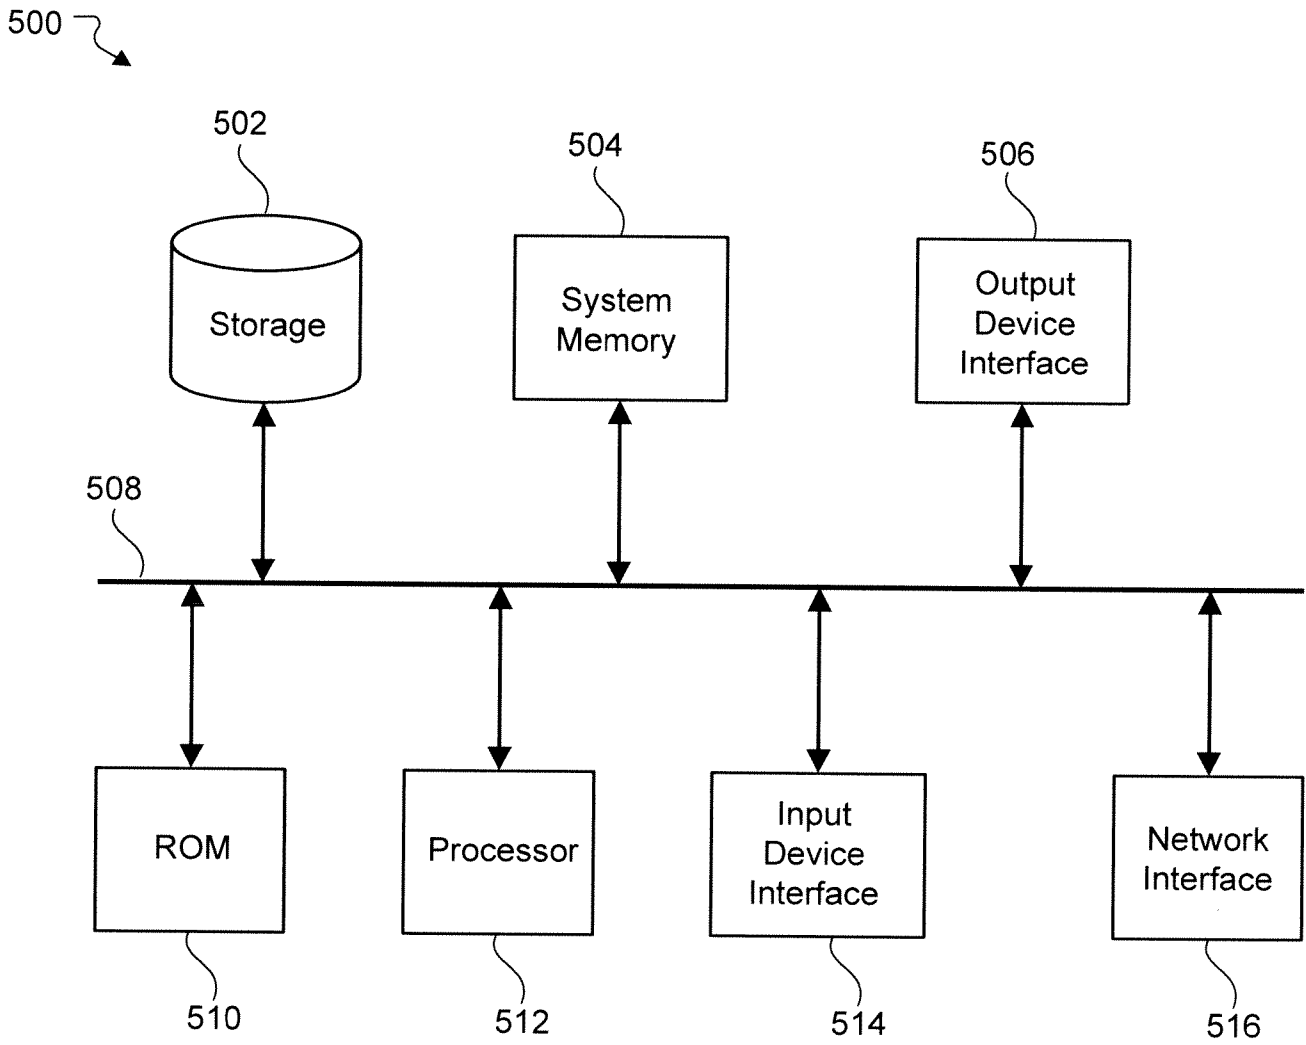 500
502
504
506
Storage
System
Memory
Output
Device
Interface
508
ROM
Processor
Input
Device
Interface
Network
Interface
510
512
514
516